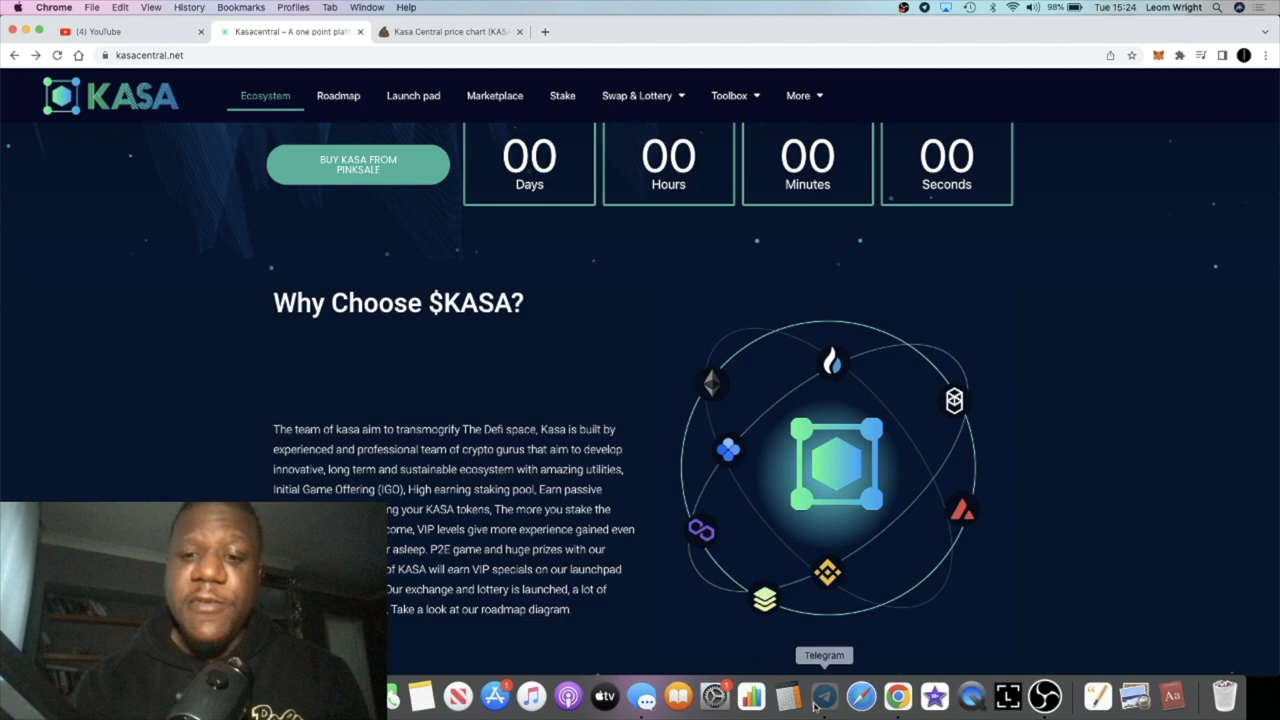 Chrome File Edit View History Bookmarks Profiles Tab Window Help 98% Tue 15:24 Leom Wright
(4) YouTube Kasacentral – A one point plat Kasa Central price chart (KASA
kasacentral.net
KASA Ecosystem Roadmap Launch pad Marketplace Stake Swap & Lottery Toolbox More
BUY KASA FROM
PINKSALE
00 00 00 00
Days Hours Minutes Seconds
Why Choose $KASA?
The team of kasa aim to transmogrify The Defi space, Kasa is built by
experienced and professional team of crypto gurus that aim to develop
innovative, long term and sustainable ecosystem with amazing utilities,
Initial Game Offering (IGO), High earning staking pool, Earn passive
ng your KASA tokens, The more you stake the
ome, VIP levels give more experience gained even
r asleep. P2E game and huge prizes with our
of KASA will earn VIP specials on our launchpad
Our exchange and lottery is launched, a lot of
. Take a look at our roadmap diagram.
Telegram
1
tv
1
Aa